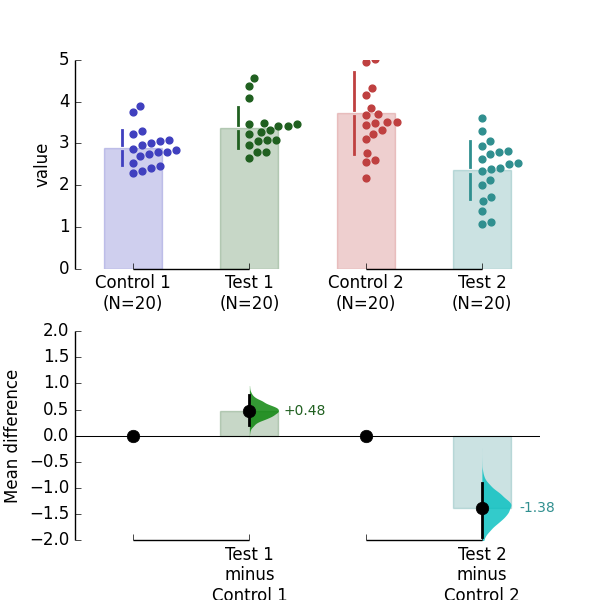 5
4
3
2
1
0
value
Control 1
(N=20)
Test 1
(N=20)
Control 2
(N=20)
Test 2
(N=20)
2.0
1.5
1.0
0.5
0.0
−0.5
−1.0
−1.5
−2.0
Mean difference
+0.48
-1.38
Test 1
minus
Control 1
Test 2
minus
Control 2